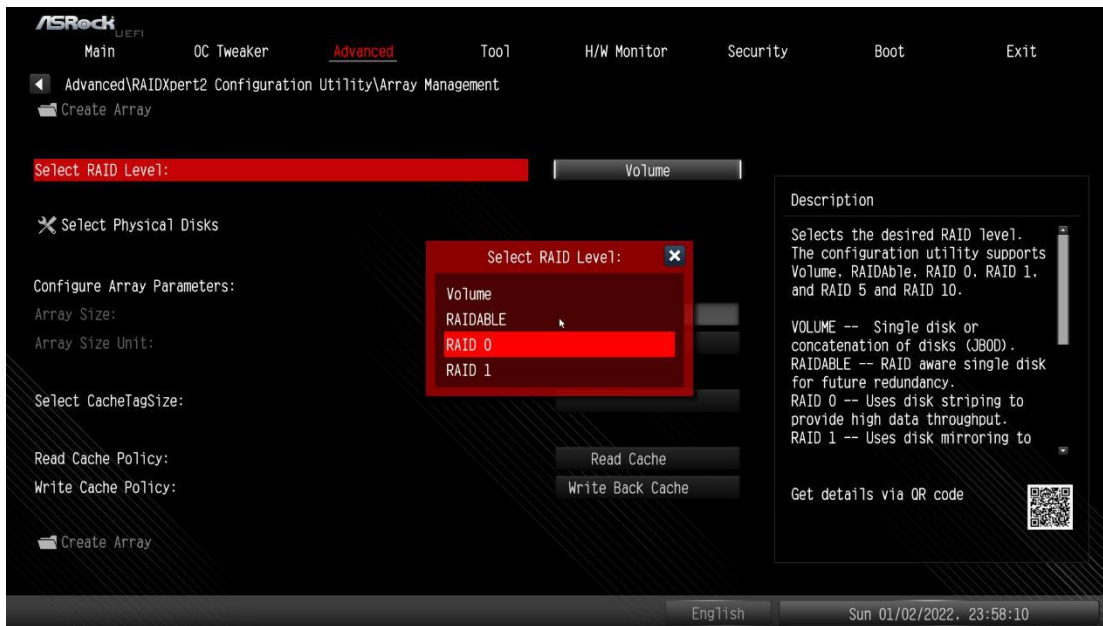 ASRock UEFI
Main OC Tweaker Advanced Tool H/W Monitor Security Boot Exit
Advanced\RAIDXpert2 Configuration Utility\Array Management
Create Array
Select RAID Level: Volume
Select Physical Disks
Configure Array Parameters:
Array Size:
Array Size Unit:
Select CacheTagSize:
Read Cache Policy: Read Cache
Write Cache Policy: Write Back Cache
Create Array
Select RAID Level:
Volume
RAIDABLE
RAID 0
RAID 1
Description
Selects the desired RAID level.
The configuration utility supports
Volume, RAIDAble, RAID 0, RAID 1,
and RAID 5 and RAID 10.
VOLUME -- Single disk or
concatenation of disks (JBOD).
RAIDABLE -- RAID aware single disk
for future redundancy.
RAID 0 -- Uses disk striping to
provide high data throughput.
RAID 1 -- Uses disk mirroring to
Get details via QR code
English Sun 01/02/2022, 23:58:10